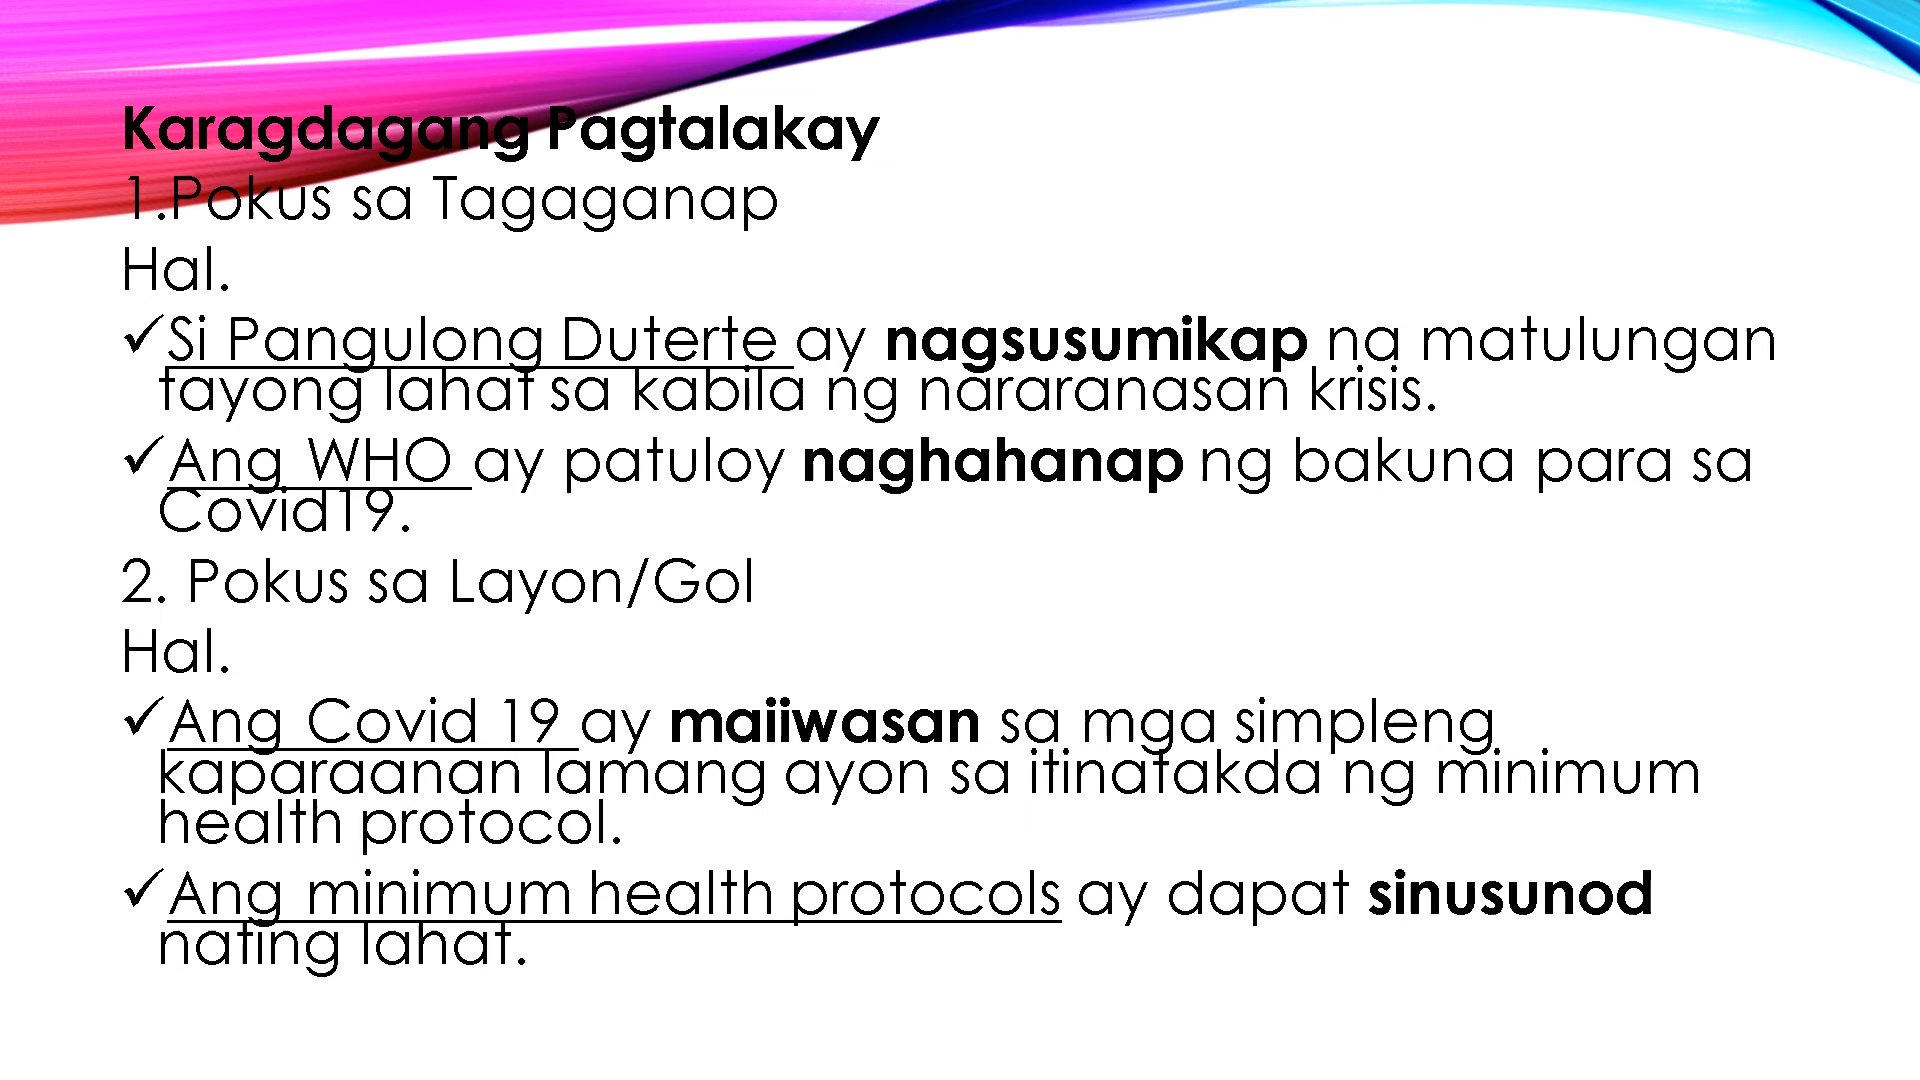 Karagdagang Pagtalakay
1.Pokus sa Tagaganap
Hal.
✓Si Pangulong Duterte ay nagsusumikap na matulungan
tayong lahat sa kabila ng nararanasan krisis.
✓Ang WHO ay patuloy naghahanap ng bakuna para sa
Covid19.
2. Pokus sa Layon/Gol
Hal.
✓Ang Covid 19 ay maiiwasan sa mga simpleng
kaparaanan lamang ayon sa itinatakda ng minimum
health protocol.
✓Ang minimum health protocols ay dapat sinusunod
nating lahat.